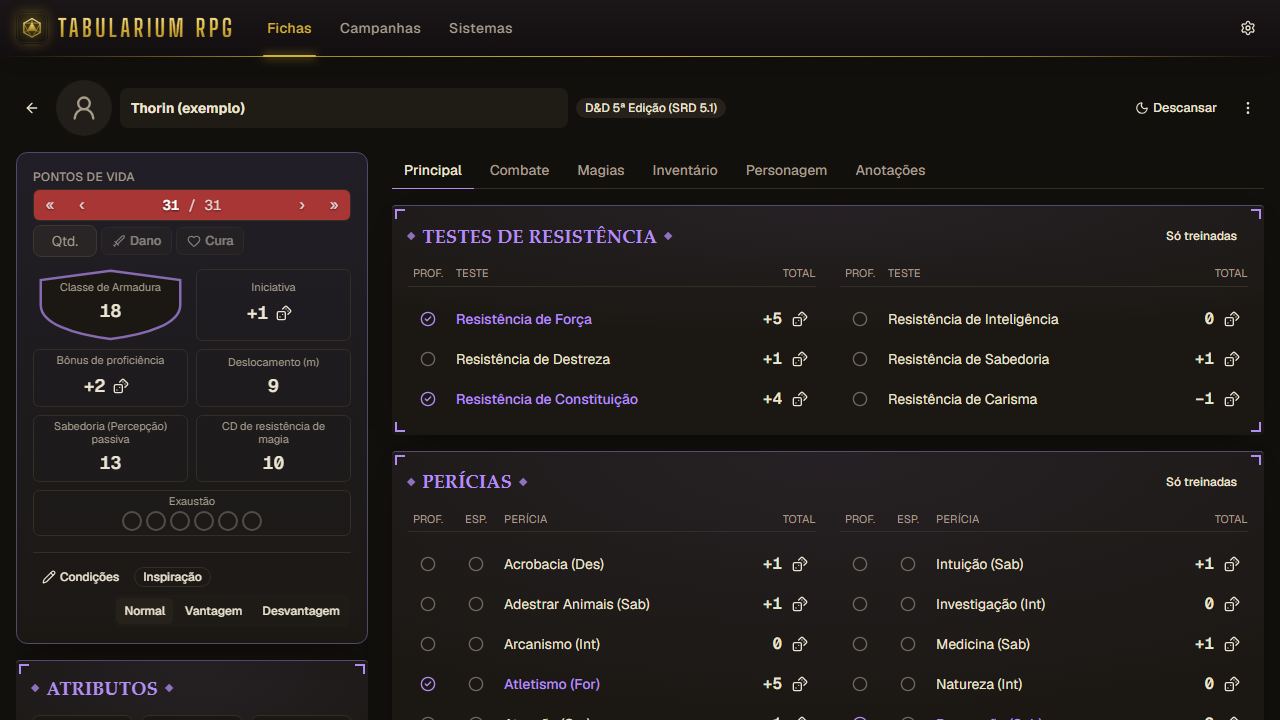 TABULARIUM RPG
Fichas
Campanhas
Sistemas
Thorin (exemplo)
D&D 5ª Edição (SRD 5.1)
Descansar
PONTOS DE VIDA
« ‹ 31 / 31 › »
Qtd.
Dano
Cura
Classe de Armadura
18
Iniciativa
+1
Bônus de proficiência
+2
Deslocamento (m)
9
Sabedoria (Percepção)
passiva
13
CD de resistência de
magia
10
Exaustão
Condições
Inspiração
Normal
Vantagem
Desvantagem
ATRIBUTOS
Principal
Combate
Magias
Inventário
Personagem
Anotações
TESTES DE RESISTÊNCIA
Só treinadas
PROF. TESTE TOTAL
Resistência de Força +5
Resistência de Destreza +1
Resistência de Constituição +4
PROF. TESTE TOTAL
Resistência de Inteligência 0
Resistência de Sabedoria +1
Resistência de Carisma −1
PERÍCIAS
Só treinadas
PROF. ESP. PERÍCIA TOTAL
Acrobacia (Des) +1
Adestrar Animais (Sab) +1
Arcanismo (Int) 0
Atletismo (For) +5
PROF. ESP. PERÍCIA TOTAL
Intuição (Sab) +1
Investigação (Int) 0
Medicina (Sab) +1
Natureza (Int) 0